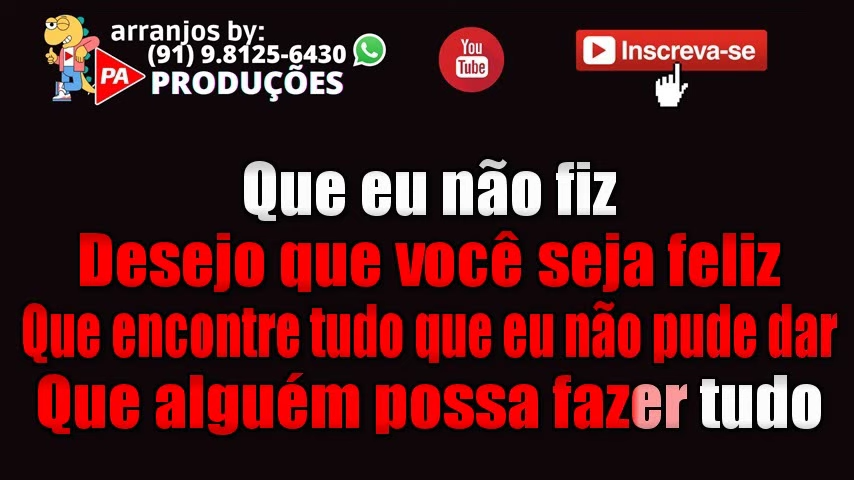 arranjos by:
(91) 9.8125-6430
PA PRODUÇÕES
You Tube
Inscreva-se
Que eu não fiz
Desejo que você seja feliz
Que encontre tudo que eu não pude dar
Que alguém possa fazer tudo